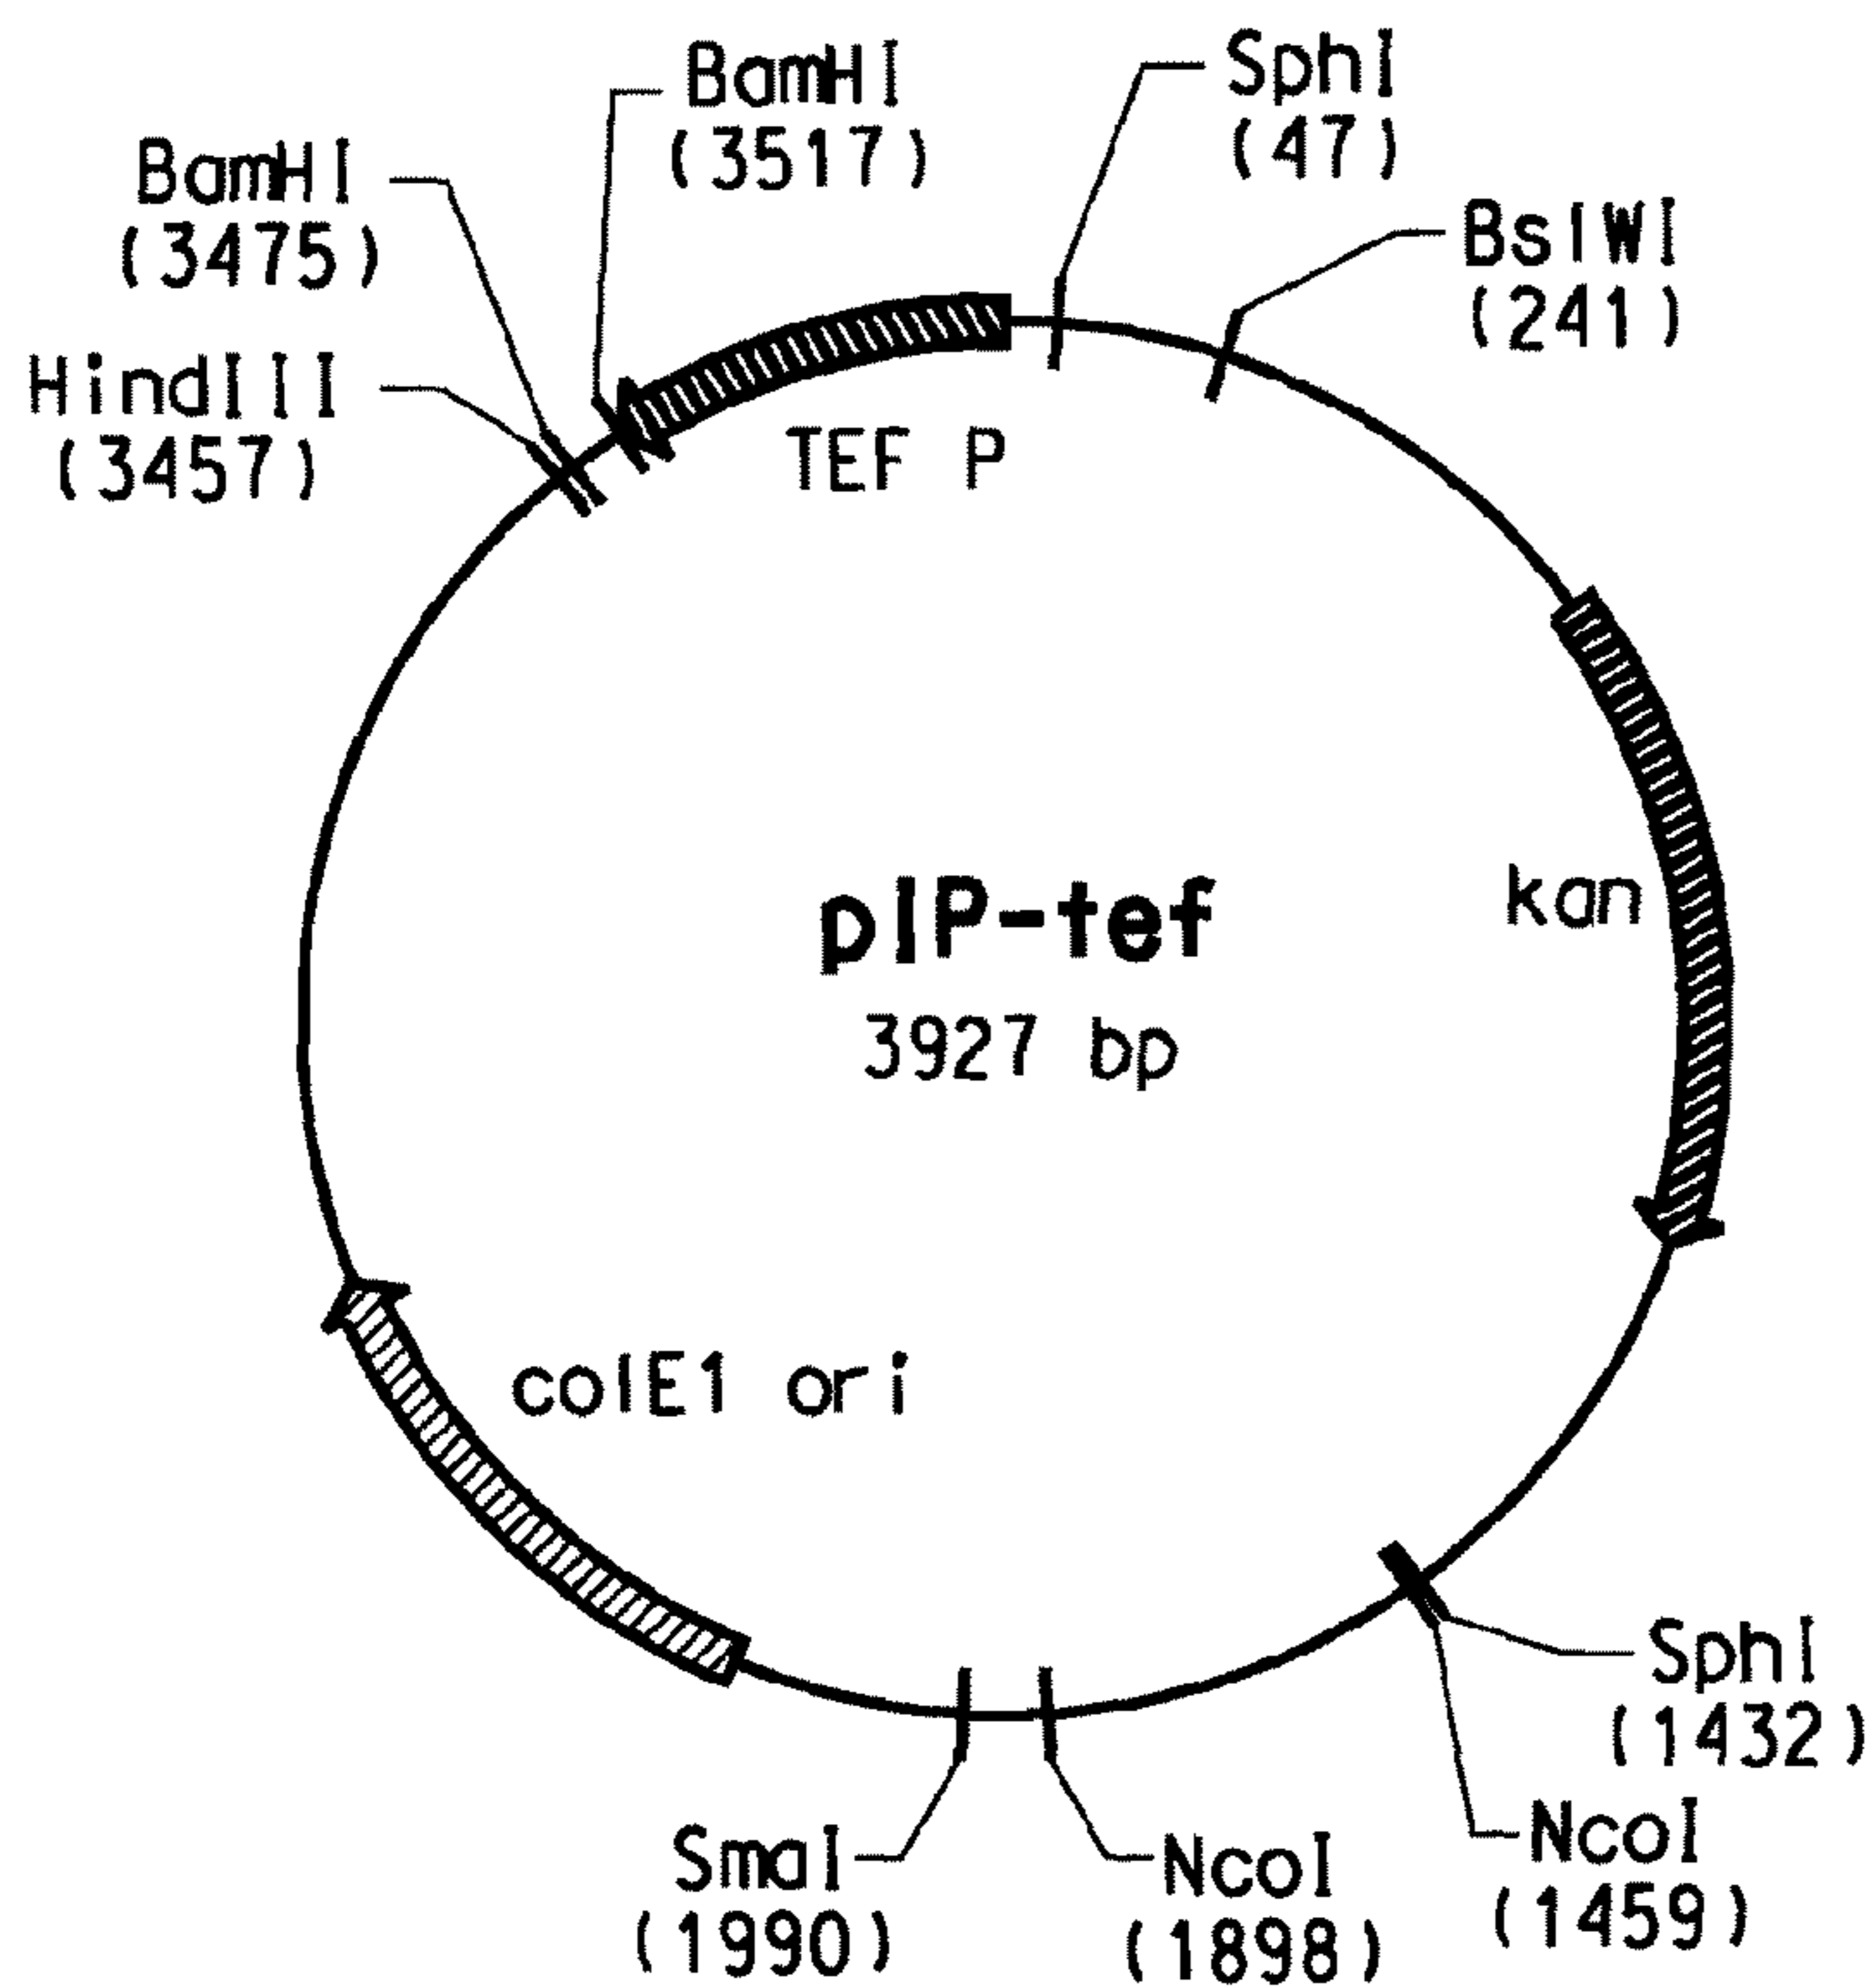 BamHI
(3517)
SphI
(47)
BamHI
(3475)
BsIWI
(241)
HindIII
(3457)
TEF P
kan
pIP-tef
3927 bp
colE1 ori
SphI
(1432)
NcoI
(1459)
SmaI
(1990)
NcoI
(1898)